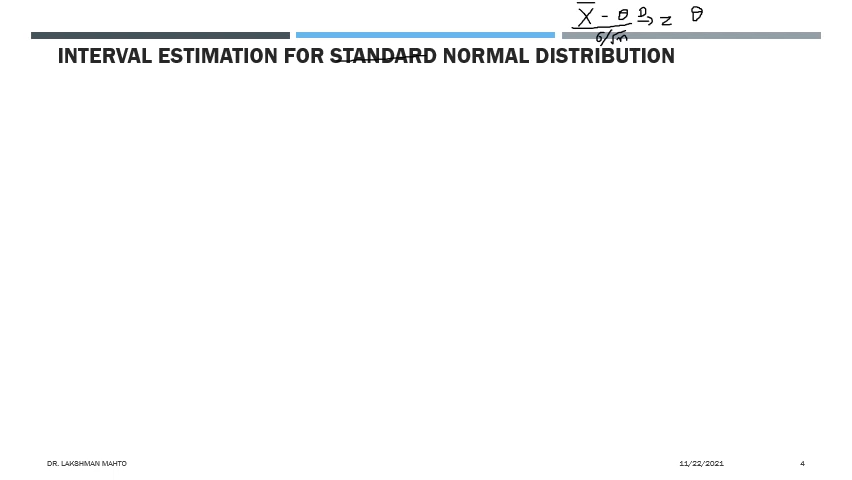 X̄ - θ D→ Z θ
σ/√n
INTERVAL ESTIMATION FOR STANDARD NORMAL DISTRIBUTION
DR. LAKSHMAN MAHTO 11/22/2021 4